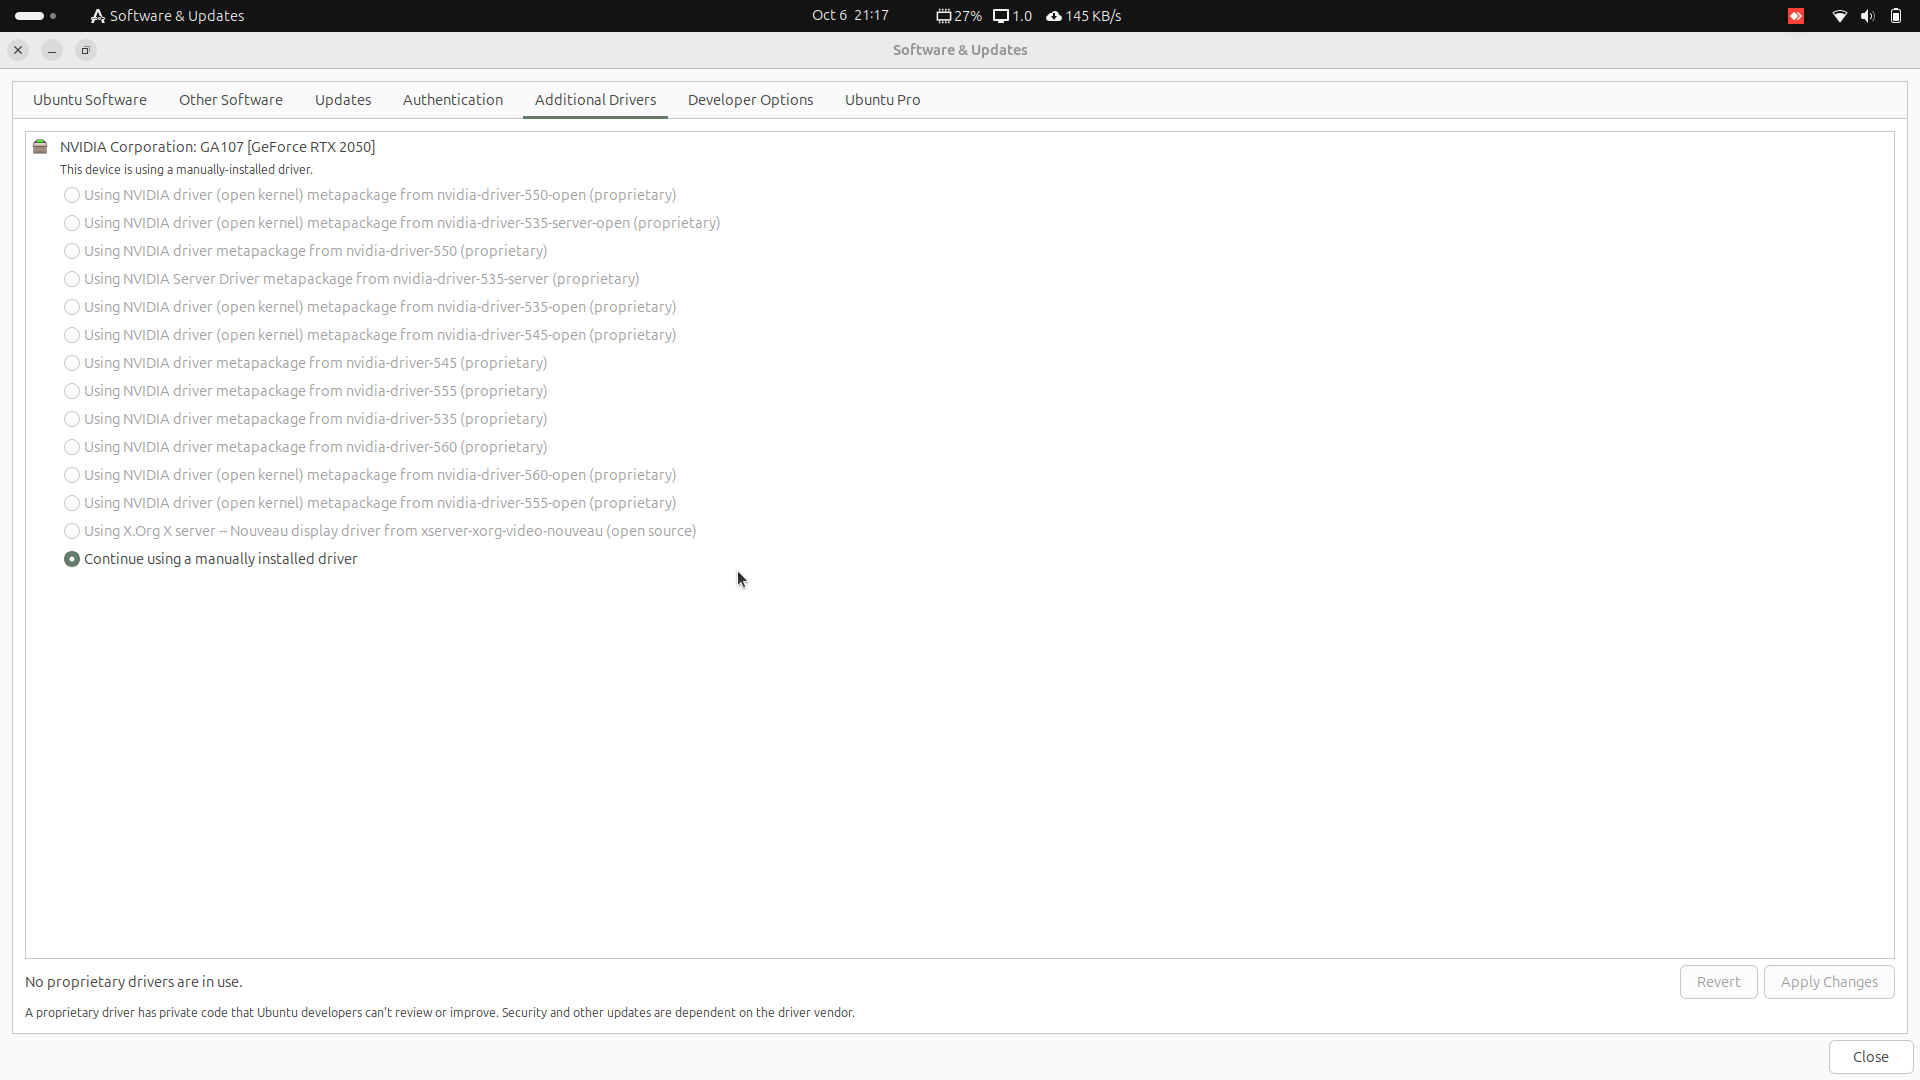 Software & Updates
Oct 6 21:17
27%
1.0
145 KB/s
Software & Updates
Ubuntu Software
Other Software
Updates
Authentication
Additional Drivers
Developer Options
Ubuntu Pro
NVIDIA Corporation: GA107 [GeForce RTX 2050]
This device is using a manually-installed driver.
Using NVIDIA driver (open kernel) metapackage from nvidia-driver-550-open (proprietary)
Using NVIDIA driver (open kernel) metapackage from nvidia-driver-535-server-open (proprietary)
Using NVIDIA driver metapackage from nvidia-driver-550 (proprietary)
Using NVIDIA Server Driver metapackage from nvidia-driver-535-server (proprietary)
Using NVIDIA driver (open kernel) metapackage from nvidia-driver-535-open (proprietary)
Using NVIDIA driver (open kernel) metapackage from nvidia-driver-545-open (proprietary)
Using NVIDIA driver metapackage from nvidia-driver-545 (proprietary)
Using NVIDIA driver metapackage from nvidia-driver-555 (proprietary)
Using NVIDIA driver metapackage from nvidia-driver-535 (proprietary)
Using NVIDIA driver metapackage from nvidia-driver-560 (proprietary)
Using NVIDIA driver (open kernel) metapackage from nvidia-driver-560-open (proprietary)
Using NVIDIA driver (open kernel) metapackage from nvidia-driver-555-open (proprietary)
Using X.Org X server -- Nouveau display driver from xserver-xorg-video-nouveau (open source)
Continue using a manually installed driver
No proprietary drivers are in use.
Revert
Apply Changes
A proprietary driver has private code that Ubuntu developers can't review or improve. Security and other updates are dependent on the driver vendor.
Close